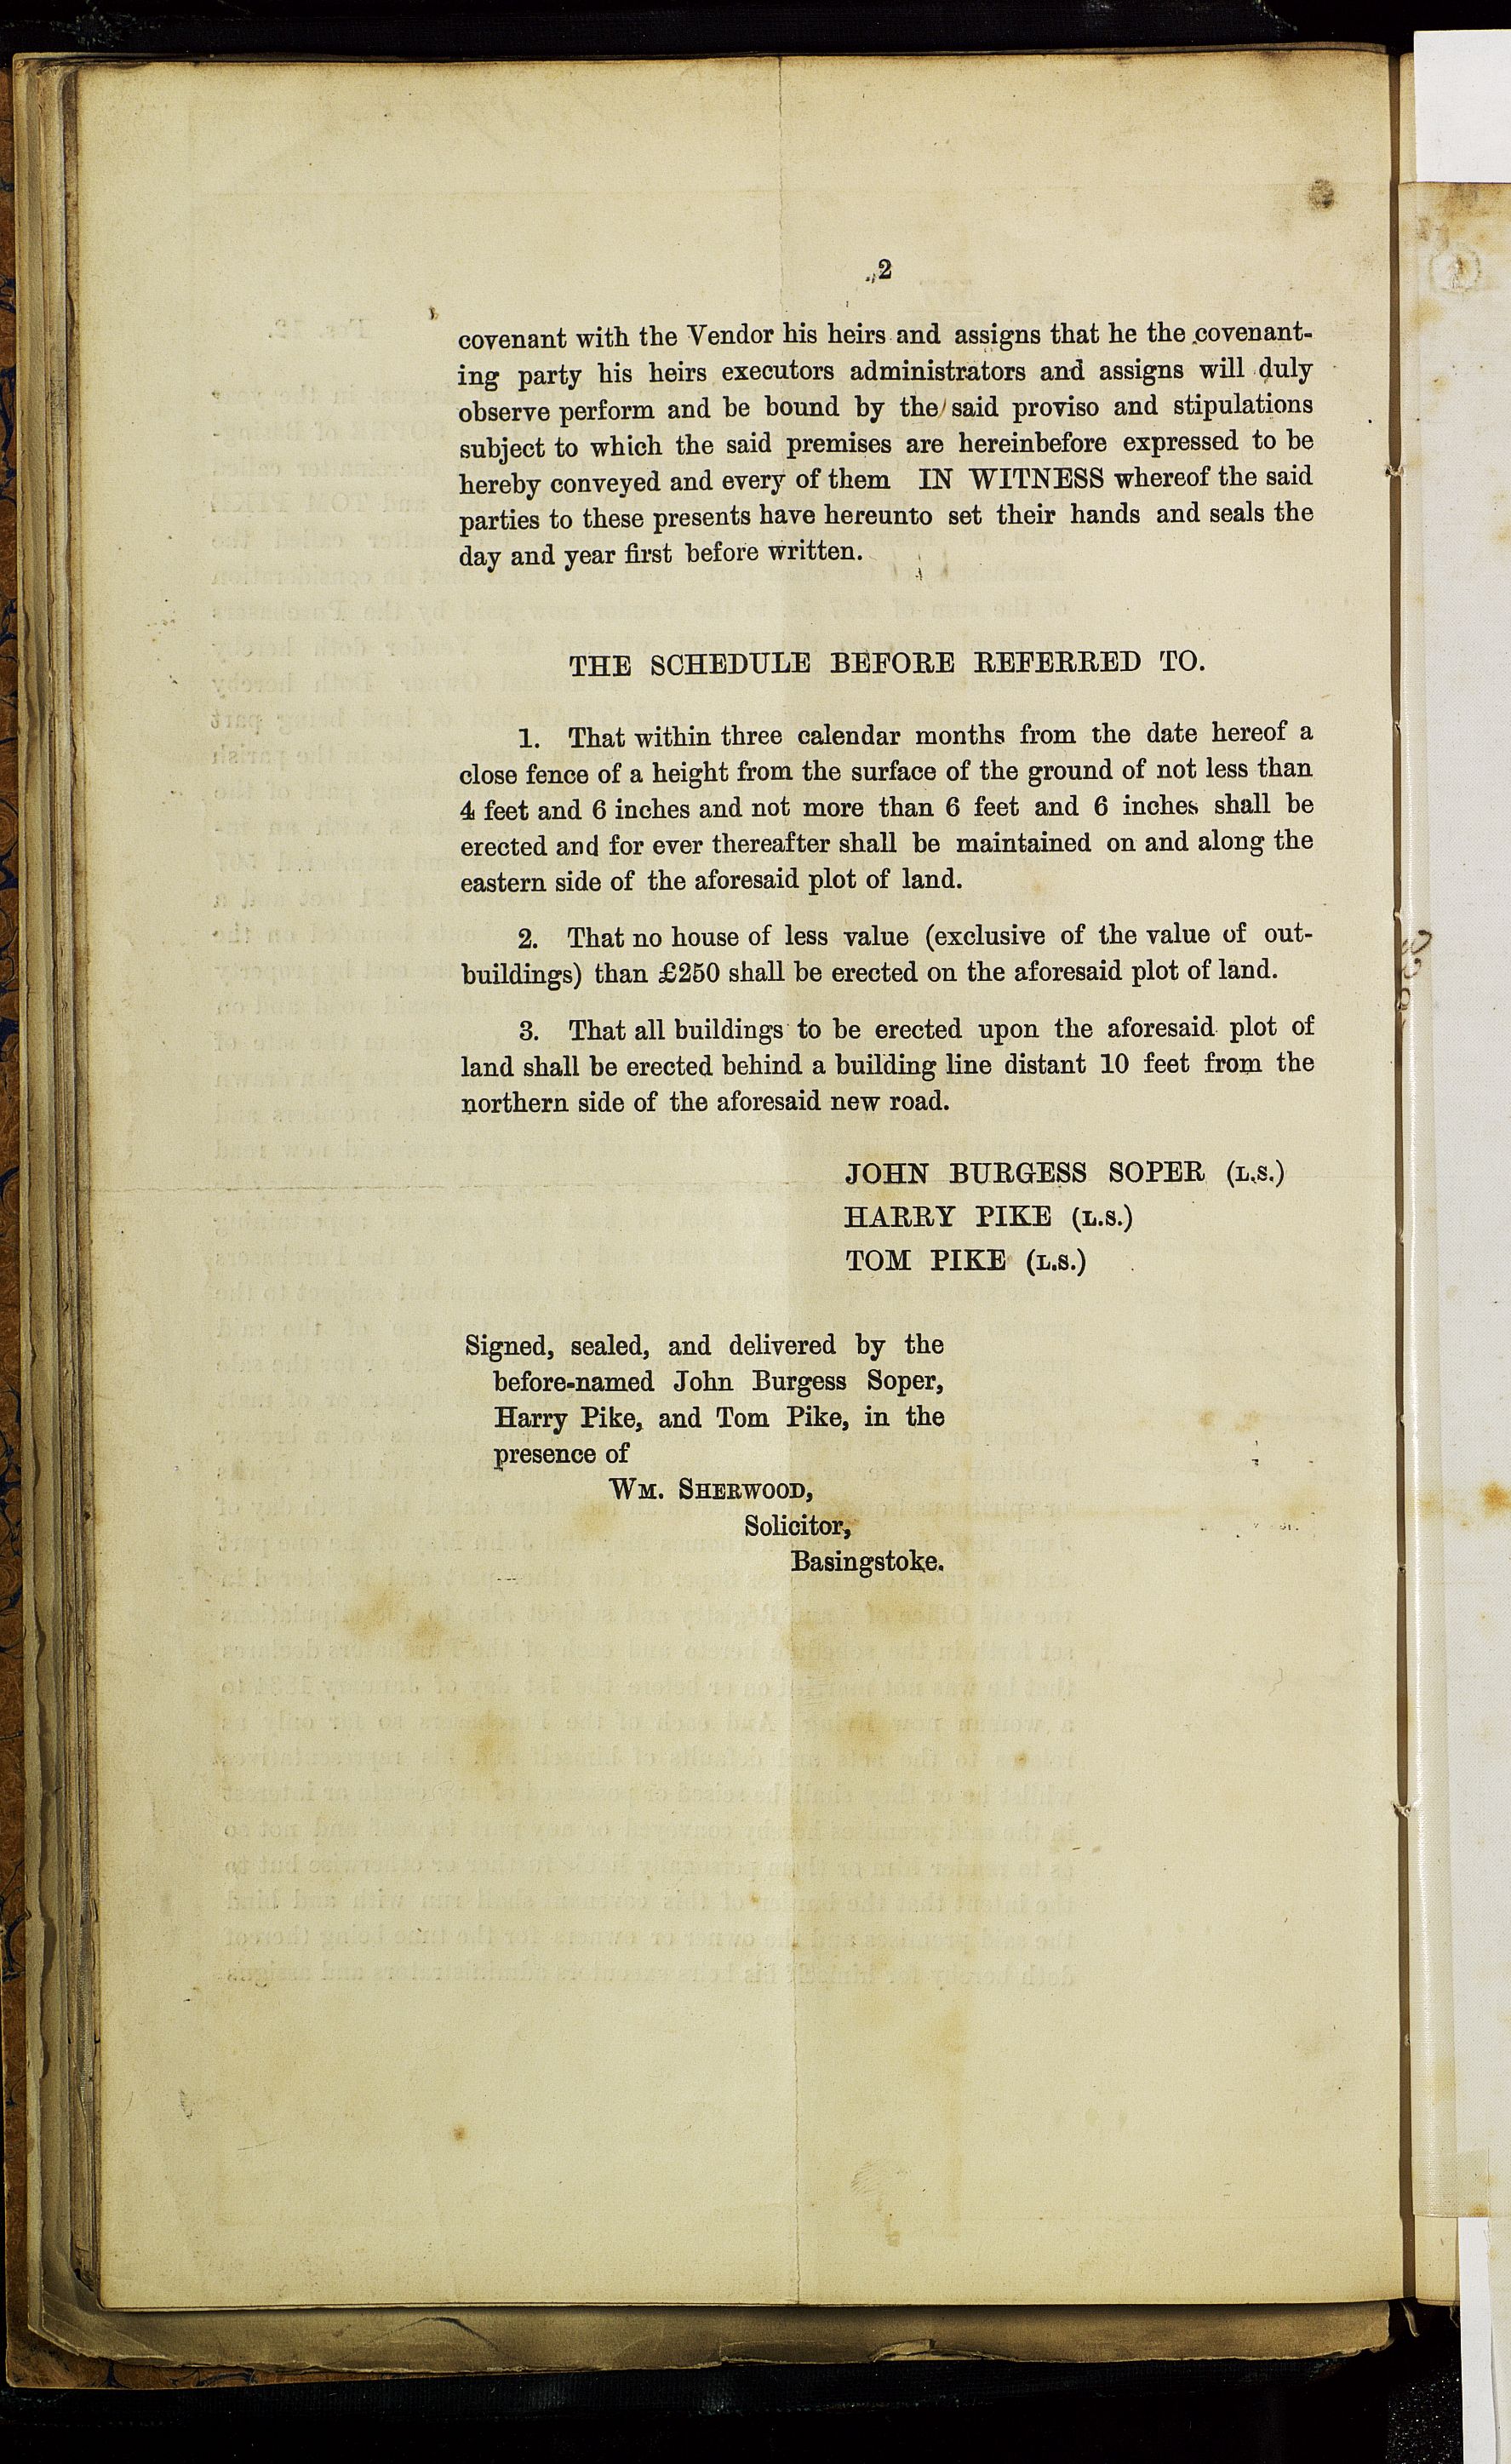 2
covenant with the Vendor his heirs and assigns that he the covenant-
ing party his heirs executors administrators and assigns will duly
observe perform and be bound by the said proviso and stipulations
subject to which the said premises are hereinbefore expressed to be
hereby conveyed and every of them IN WITNESS whereof the said
parties to these presents have hereunto set their hands and seals the
day and year first before written.
THE SCHEDULE BEFORE REFERRED TO.
1. That within three calendar months from the date hereof a
close fence of a height from the surface of the ground of not less than
4 feet and 6 inches and not more than 6 feet and 6 inches shall be
erected and for ever thereafter shall be maintained on and along the
eastern side of the aforesaid plot of land.
2. That no house of less value (exclusive of the value of out-
buildings) than £250 shall be erected on the aforesaid plot of land.
3. That all buildings to be erected upon the aforesaid plot of
land shall be erected behind a building line distant 10 feet from the
northern side of the aforesaid new road.
JOHN BURGESS SOPER (L.S.)
HARRY PIKE (L.S.)
TOM PIKE (L.S.)
Signed, sealed, and delivered by the
before-named John Burgess Soper,
Harry Pike, and Tom Pike, in the
presence of
WM. SHERWOOD,
Solicitor,
Basingstoke.